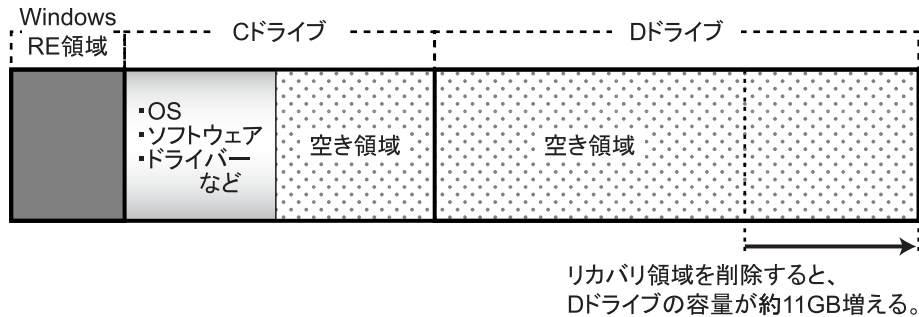 Windows
RE領域
Cドライブ
Dドライブ
・OS
・ソフトウェア
・ドライバー
など
空き領域
空き領域
リカバリ領域を削除すると、
Dドライブの容量が約11GB増える。